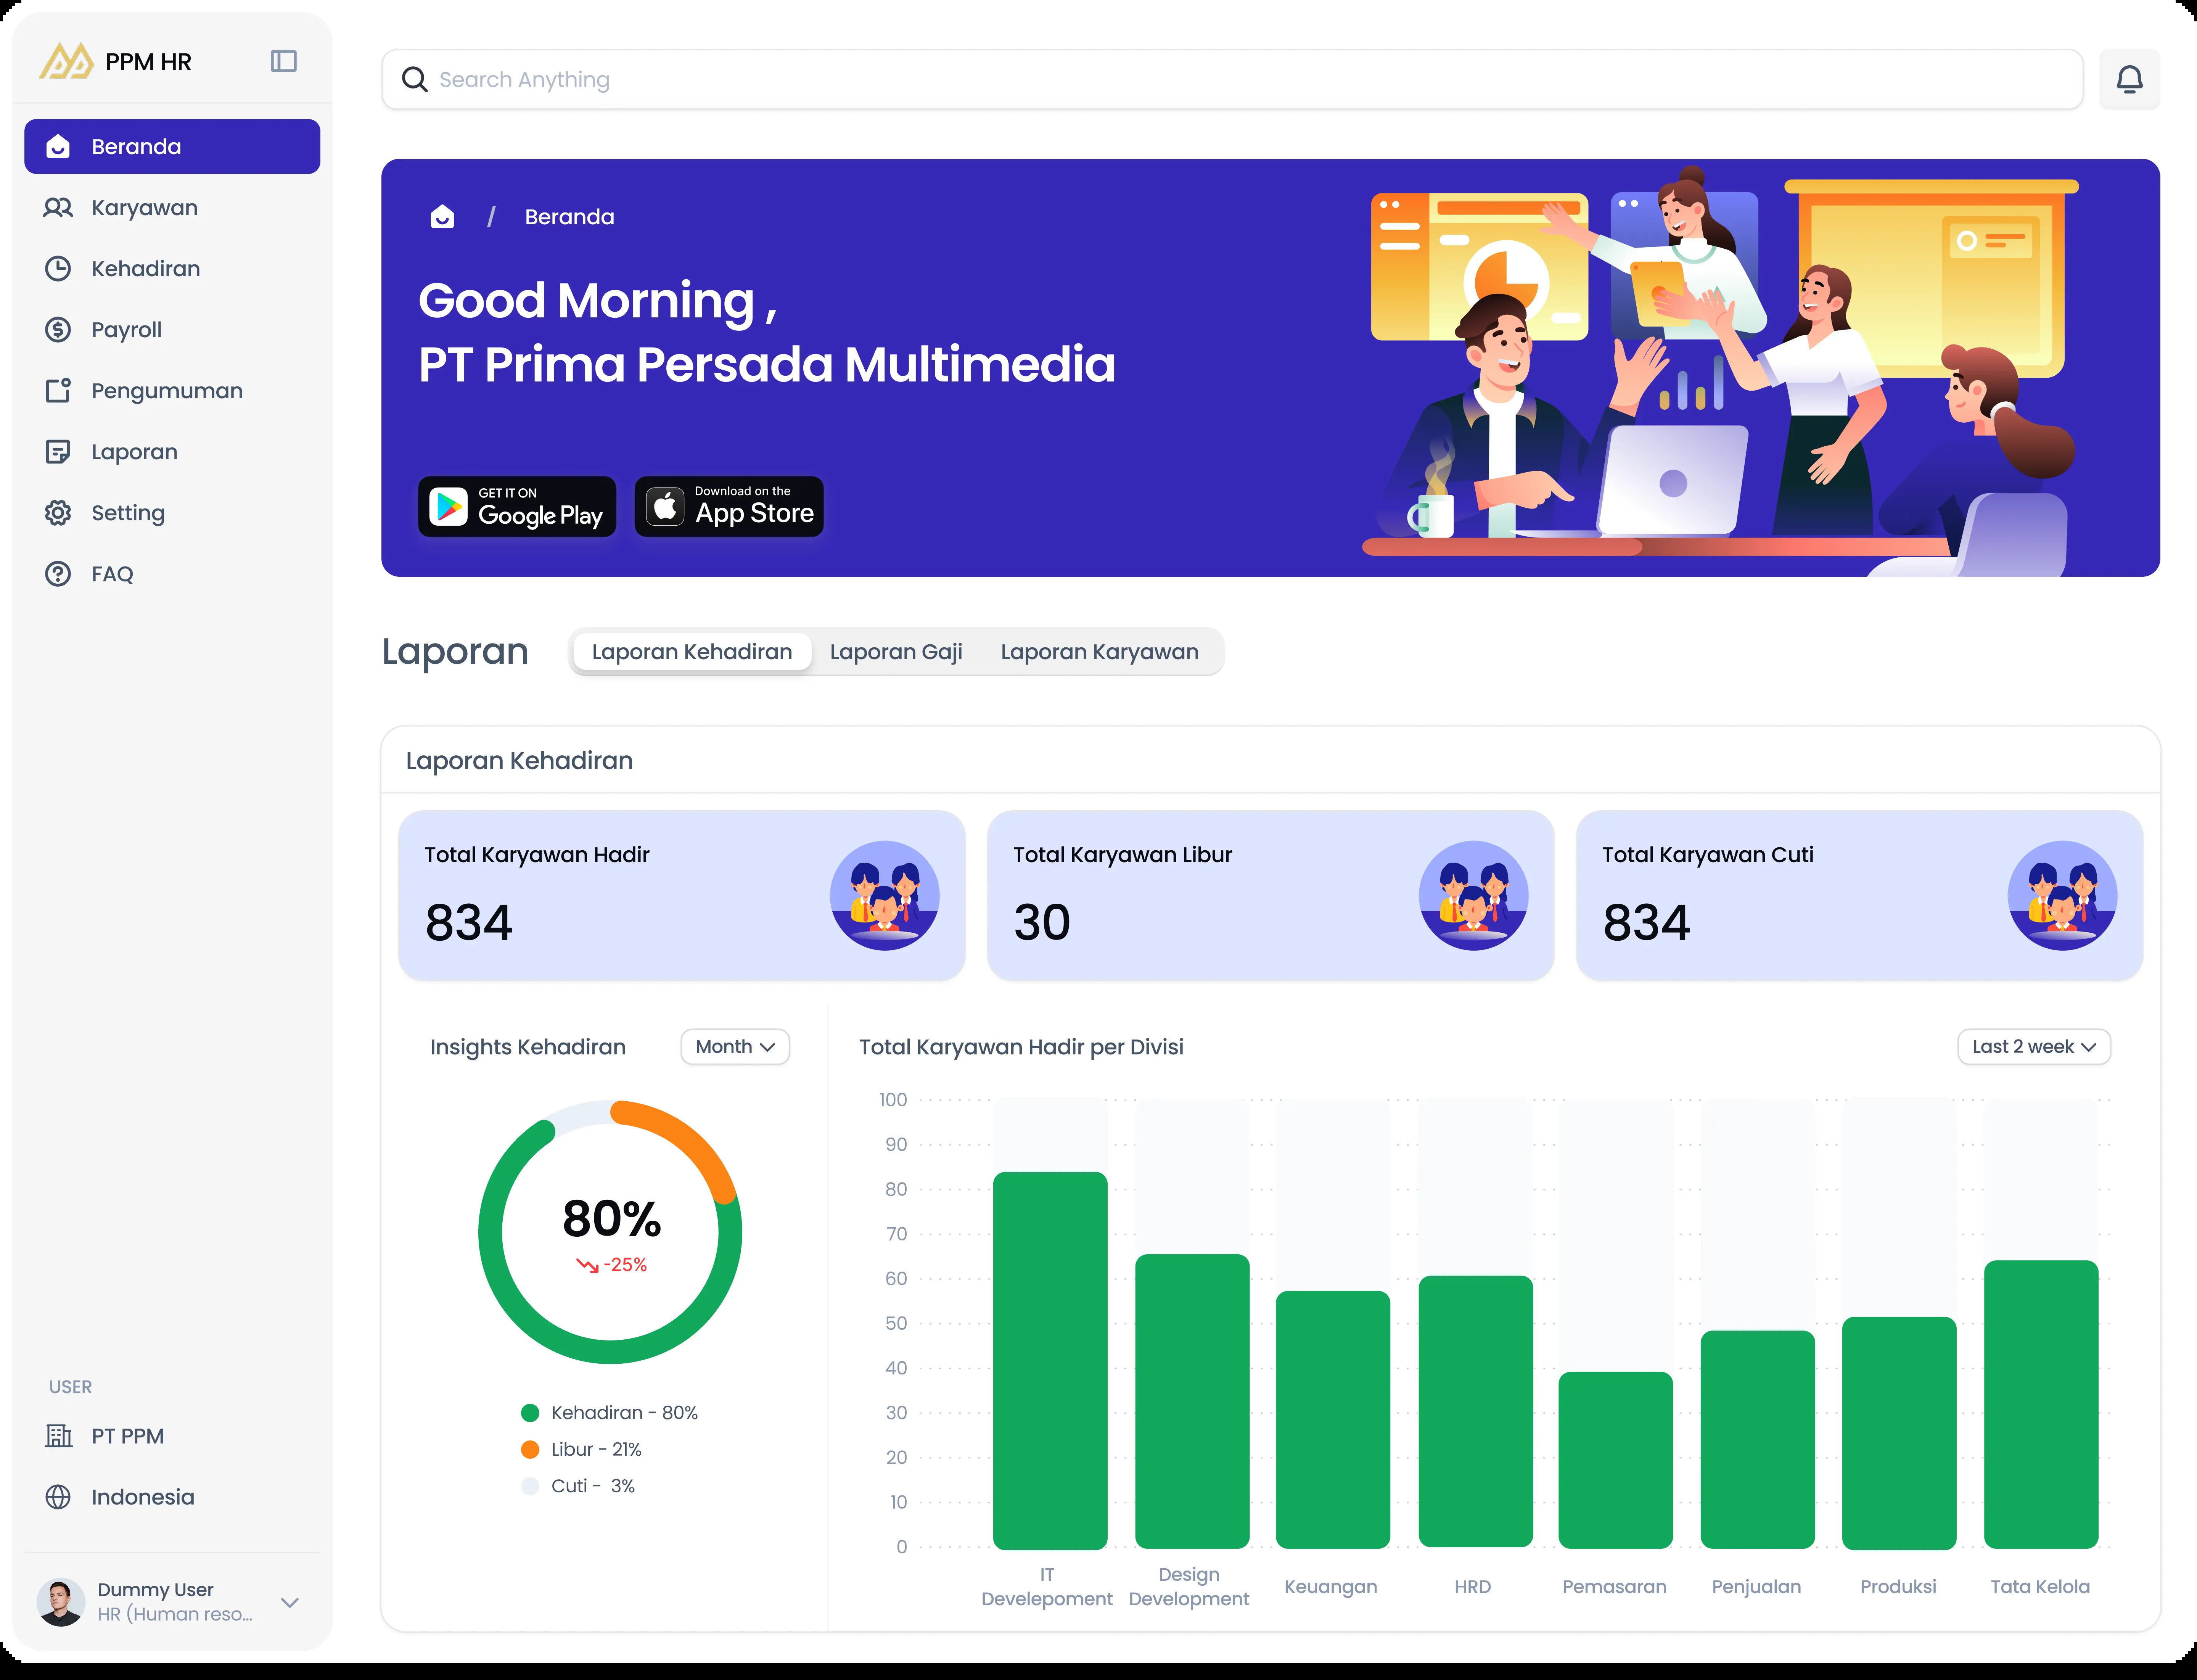 PPM HR
Beranda
Karyawan
Kehadiran
Payroll
Pengumuman
Laporan
Setting
FAQ
USER
PT PPM
Indonesia
Dummy User
HR (Human reso...
Search Anything
/ Beranda
Good Morning ,
PT Prima Persada Multimedia
GET IT ON
Google Play
Download on the
App Store
Laporan
Laporan Kehadiran
Laporan Gaji
Laporan Karyawan
Laporan Kehadiran
Total Karyawan Hadir
834
Total Karyawan Libur
30
Total Karyawan Cuti
834
Insights Kehadiran
Month
80%
-25%
Kehadiran - 80%
Libur - 21%
Cuti - 3%
Total Karyawan Hadir per Divisi
Last 2 week
100
90
80
70
60
50
40
30
20
10
0
IT
Develepoment
Design
Development
Keuangan
HRD
Pemasaran
Penjualan
Produksi
Tata Kelola